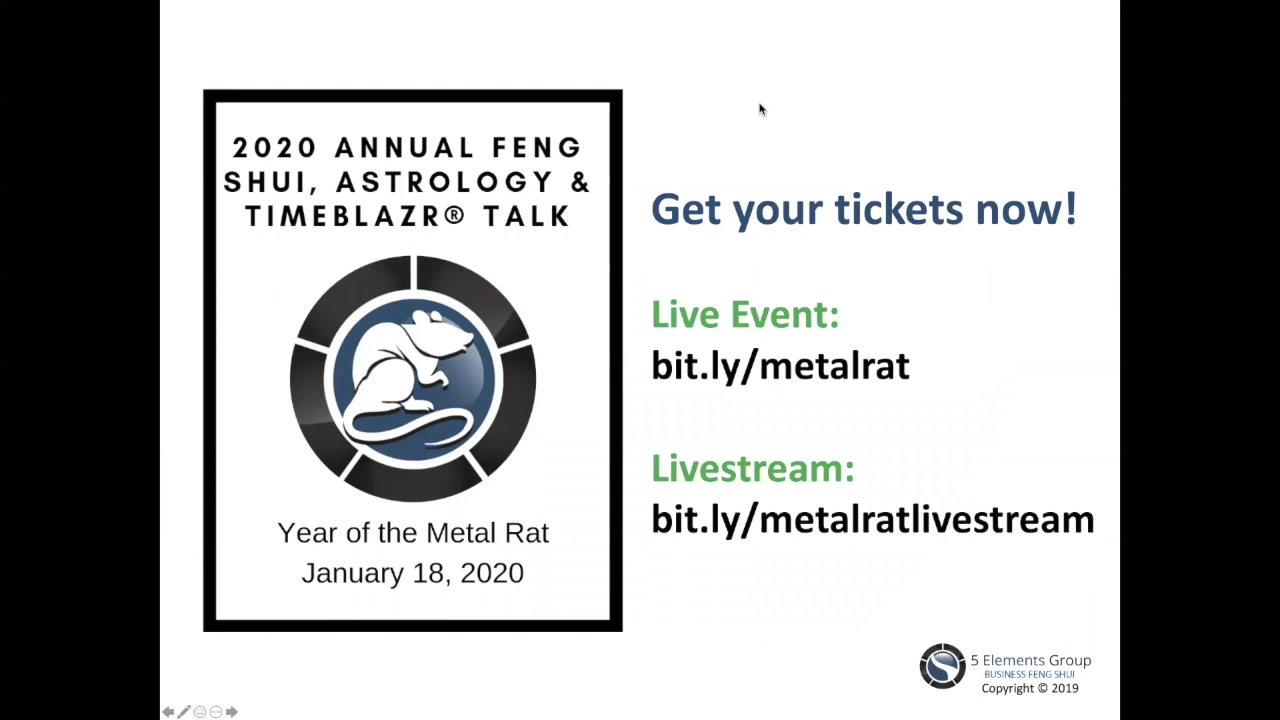 2020 ANNUAL FENG
SHUI, ASTROLOGY &
TIMEBLAZR® TALK
Year of the Metal Rat
January 18, 2020
Get your tickets now!
Live Event:
bit.ly/metalrat
Livestream:
bit.ly/metalratlivestream
5 Elements Group
BUSINESS FENG SHUI
Copyright © 2019